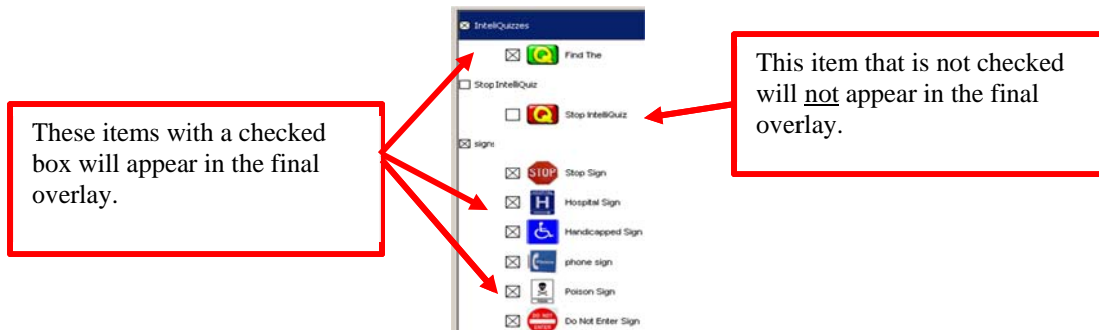 InteliQuizzes
Find The
Stop IntelliQuiz
Stop IntelliQuiz
signs
STOP Stop Sign
H Hospital Sign
Handicapped Sign
phone sign
Poison Sign
DO NOT ENTER Do Not Enter Sign
These items with a checked
box will appear in the final
overlay.
This item that is not checked
will not appear in the final
overlay.